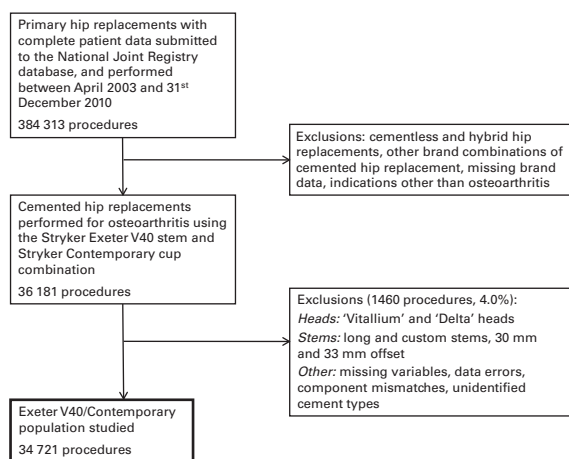 Primary hip replacements with
complete patient data submitted
to the National Joint Registry
database, and performed
between April 2003 and 31st
December 2010
384 313 procedures
Exclusions: cementless and hybrid hip
replacements, other brand combinations of
cemented hip replacement, missing brand
data, indications other than osteoarthritis
Cemented hip replacements
performed for osteoarthritis using
the Stryker Exeter V40 stem and
Stryker Contemporary cup
combination
36 181 procedures
Exclusions (1460 procedures, 4.0%):
Heads: 'Vitallium' and 'Delta' heads
Stems: long and custom stems, 30 mm
and 33 mm offset
Other: missing variables, data errors,
component mismatches, unidentified
cement types
Exeter V40/Contemporary
population studied
34 721 procedures